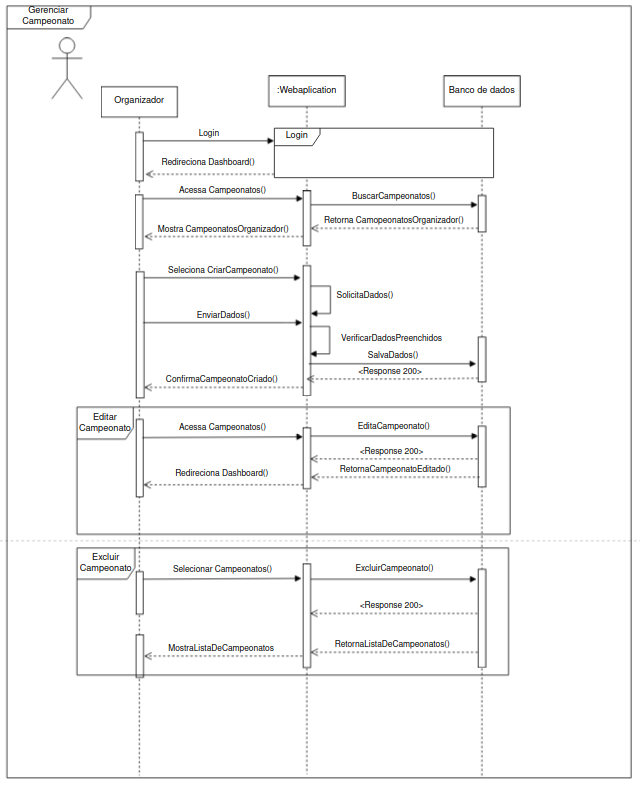 Gerenciar
Campeonato
Organizador
:Webaplication
Banco de dados
Login
Login
Redireciona Dashboard()
Acessa Campeonatos()
BuscarCampeonatos()
Retorna CamopeonatosOrganizador()
Mostra CampeonatosOrganizador()
Seleciona CriarCampeonato()
SolicitaDados()
EnviarDados()
VerificarDadosPreenchidos
SalvaDados()
<Response 200>
ConfirmaCampeonatoCriado()
Editar
Campeonato
Acessa Campeonatos()
EditaCampeonato()
<Response 200>
RetornaCampeonatoEditado()
Redireciona Dashboard()
Excluir
Campeonato
Selecionar Campeonatos()
ExcluirCampeonato()
<Response 200>
RetornaListaDeCampeonatos()
MostraListaDeCampeonatos